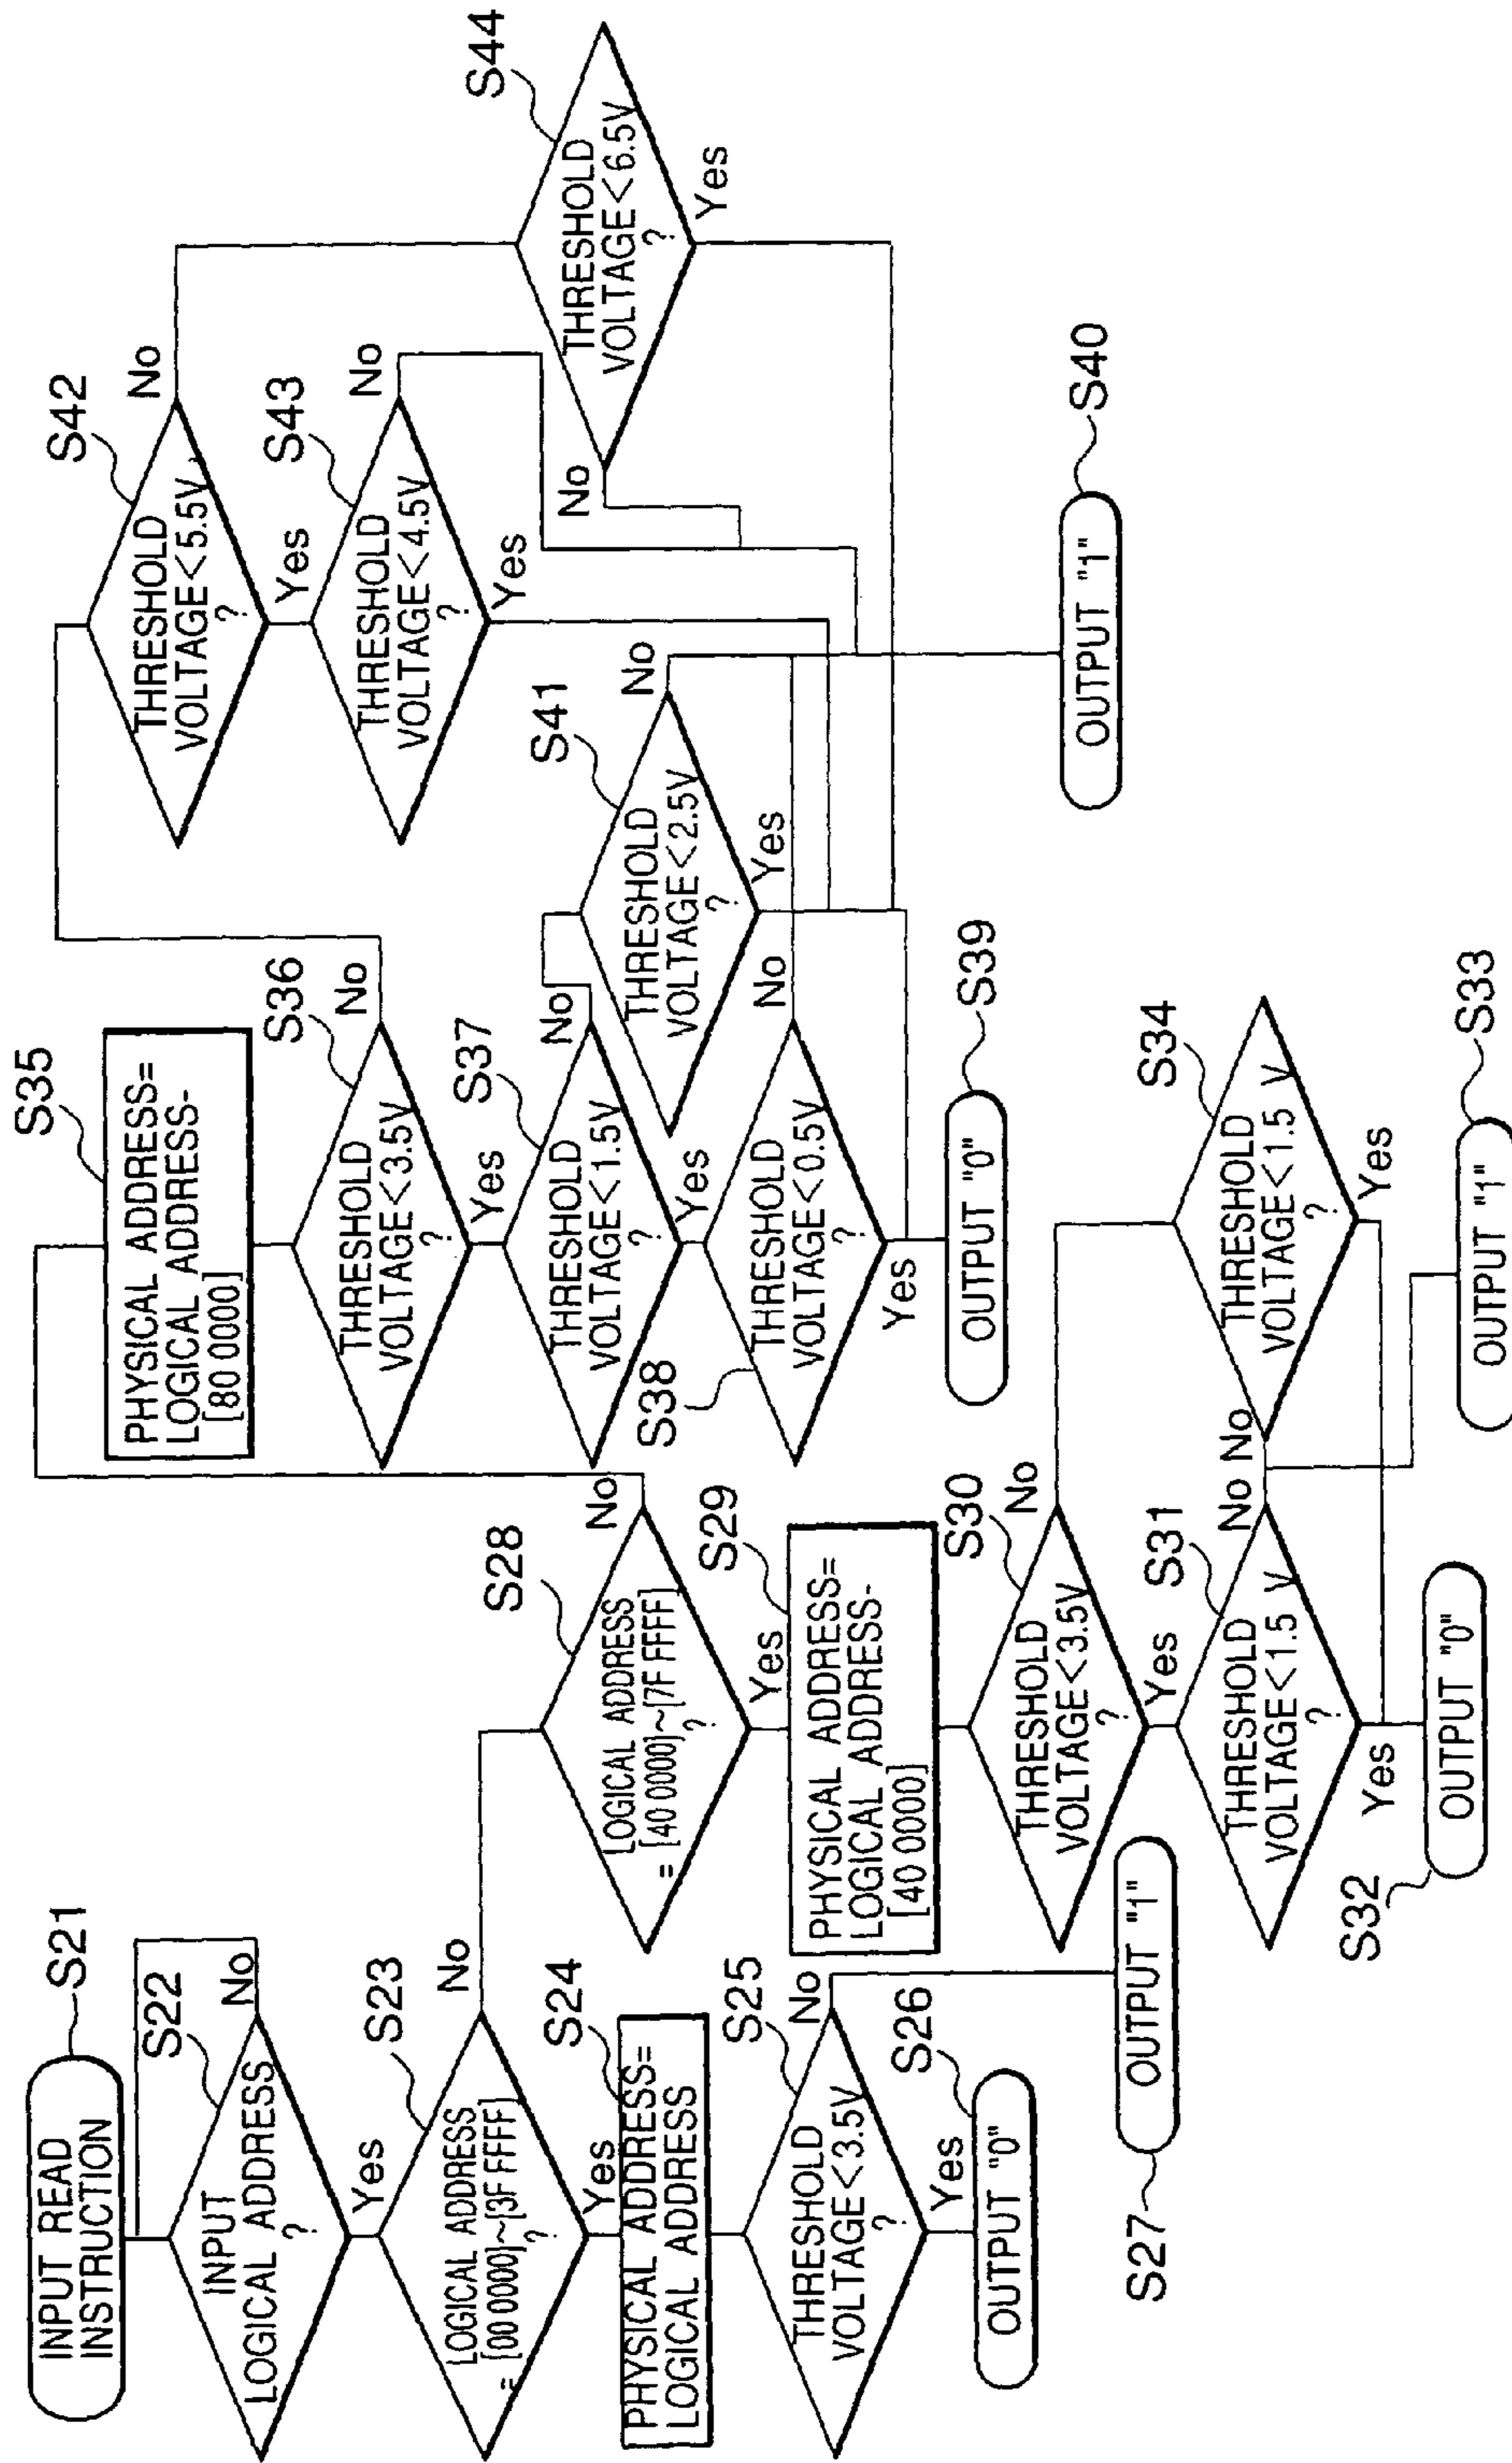 INPUT READ
INSTRUCTION
S21
INPUT
LOGICAL ADDRESS
?
S22
No
Yes
LOGICAL ADDRESS
= [00 0000]~[3F FFFF]
?
S23
No
Yes
PHYSICAL ADDRESS=
LOGICAL ADDRESS
S24
THRESHOLD
VOLTAGE<3.5V
?
S25
No
Yes
OUTPUT "0"
S26
OUTPUT "1"
S27
LOGICAL ADDRESS
= [40 0000]~[7F FFFF]
?
S28
No
Yes
PHYSICAL ADDRESS=
LOGICAL ADDRESS-
[40 0000]
S29
THRESHOLD
VOLTAGE<3.5V
?
S30
No
Yes
THRESHOLD
VOLTAGE<1.5 V
?
S31
No
Yes
OUTPUT "0"
S32
OUTPUT "1"
S33
THRESHOLD
VOLTAGE<1.5 V
?
S34
No
Yes
PHYSICAL ADDRESS=
LOGICAL ADDRESS-
[80 0000]
S35
THRESHOLD
VOLTAGE<3.5V
?
S36
No
Yes
THRESHOLD
VOLTAGE<1.5V
?
S37
No
Yes
THRESHOLD
VOLTAGE<0.5V
?
S38
No
Yes
OUTPUT "0"
S39
OUTPUT "1"
S40
THRESHOLD
VOLTAGE<2.5V
?
S41
No
Yes
THRESHOLD
VOLTAGE<5.5V
?
S42
No
Yes
THRESHOLD
VOLTAGE<4.5V
?
S43
No
Yes
THRESHOLD
VOLTAGE<6.5V
?
S44
No
Yes